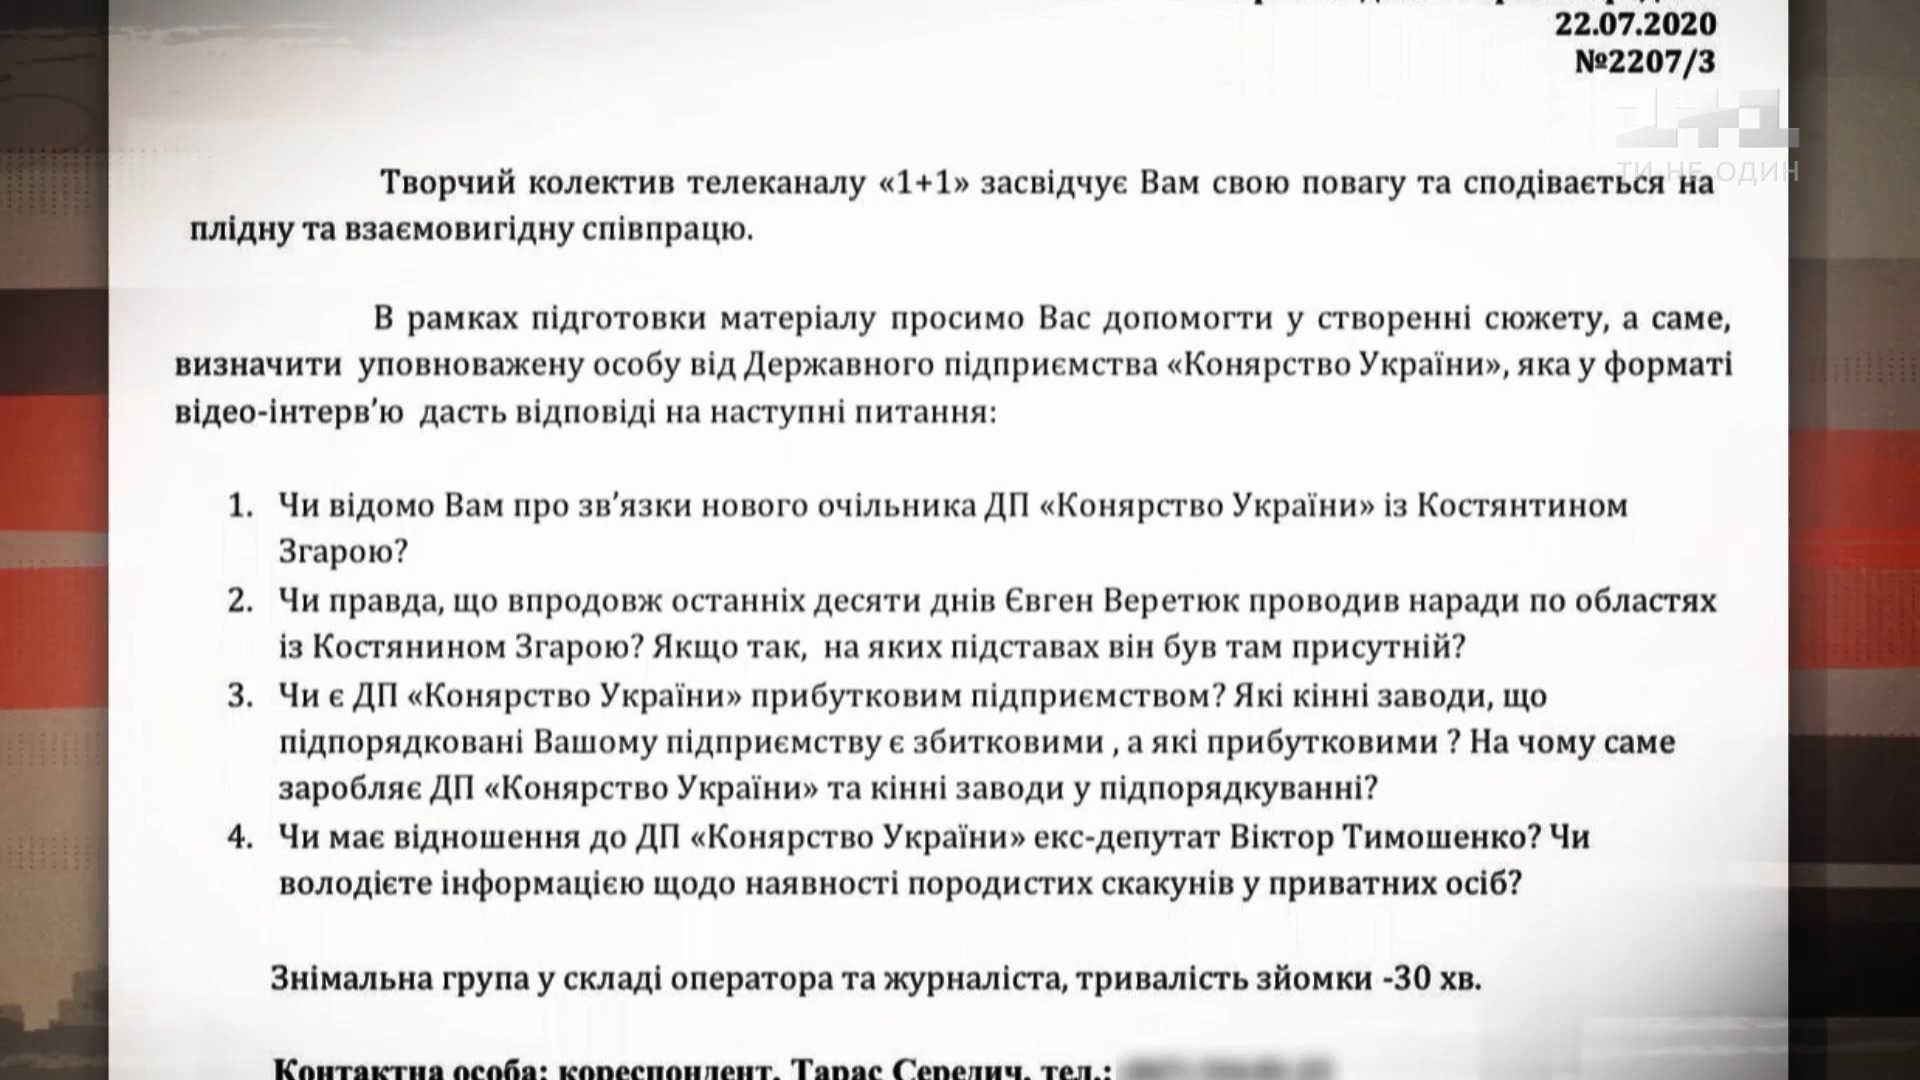 22.07.2020
№2207/3
1+1
ТИ НЕ ОДИН
Творчий колектив телеканалу «1+1» засвідчує Вам свою повагу та сподівається на
плідну та взаємовигідну співпрацю.
В рамках підготовки матеріалу просимо Вас допомогти у створенні сюжету, а саме,
визначити уповноважену особу від Державного підприємства «Конярство України», яка у форматі
відео-інтерв’ю дасть відповіді на наступні питання:
1. Чи відомо Вам про зв’язки нового очільника ДП «Конярство України» із Костянтином
Згарою?
2. Чи правда, що впродовж останніх десяти днів Євген Веретюк проводив наради по областях
із Костянином Згарою? Якщо так, на яких підставах він був там присутній?
3. Чи є ДП «Конярство України» прибутковим підприємством? Які кінні заводи, що
підпорядковані Вашому підприємству є збитковими , а які прибутковими ? На чому саме
заробляє ДП «Конярство України» та кінні заводи у підпорядкуванні?
4. Чи має відношення до ДП «Конярство України» екс-депутат Віктор Тимошенко? Чи
володієте інформацією щодо наявності породистих скакунів у приватних осіб?
Знімальна група у складі оператора та журналіста, тривалість зйомки -30 хв.
Контактна особа: кореспондент, Тарас Середич, тел.: